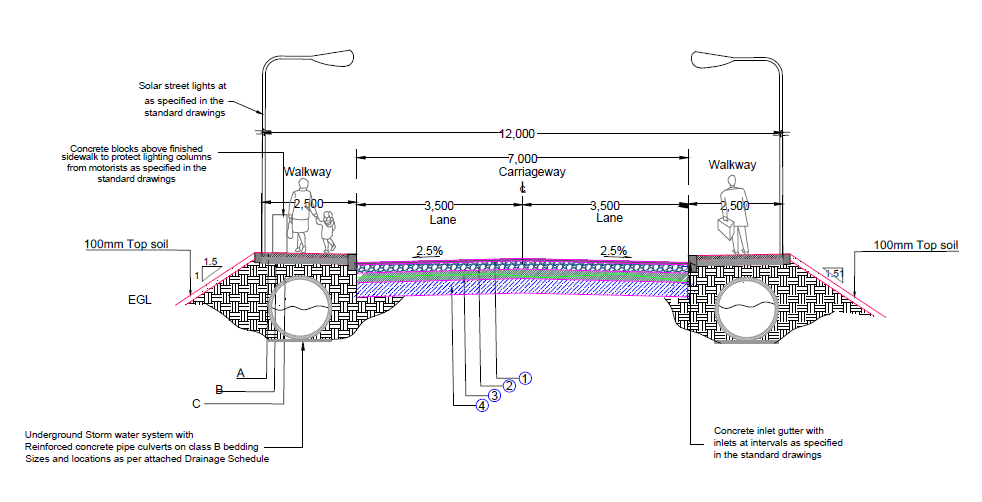 Solar street lights at
as specified in the
standard drawings
12,000
Concrete blocks above finished
sidewalk to protect lighting columns
from motorists as specified in the
standard drawings
7,000
Carriageway
℄
Walkway
Walkway
2,500
3,500
Lane
3,500
Lane
2,500
100mm Top soil
2.5%
2.5%
100mm Top soil
1.5
1
1.5
1
EGL
A
B
C
1
2
3
4
Underground Storm water system with
Reinforced concrete pipe culverts on class B bedding
Sizes and locations as per attached Drainage Schedule
Concrete inlet gutter with
inlets at intervals as specified
in the standard drawings